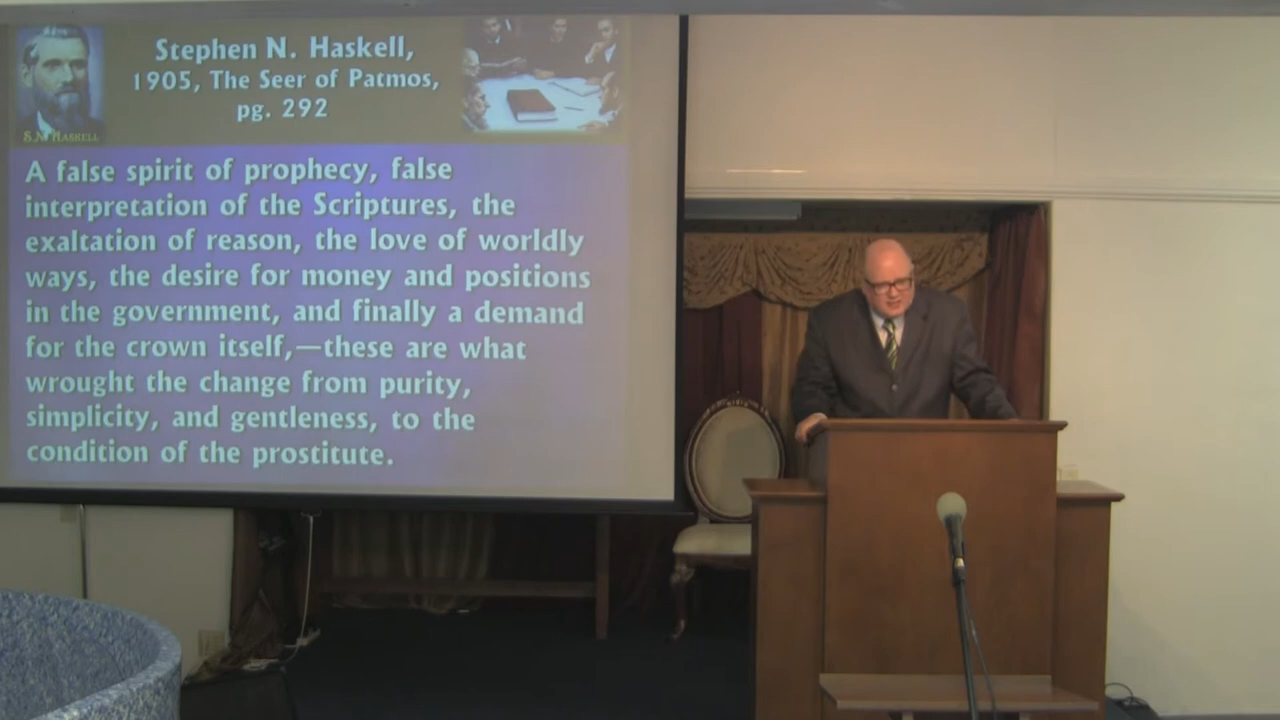 Stephen N. Haskell,
1905, The Seer of Patmos,
pg. 292
S.N. HASKELL
A false spirit of prophecy, false
interpretation of the Scriptures, the
exaltation of reason, the love of worldly
ways, the desire for money and positions
in the government, and finally a demand
for the crown itself,—these are what
wrought the change from purity,
simplicity, and gentleness, to the
condition of the prostitute.